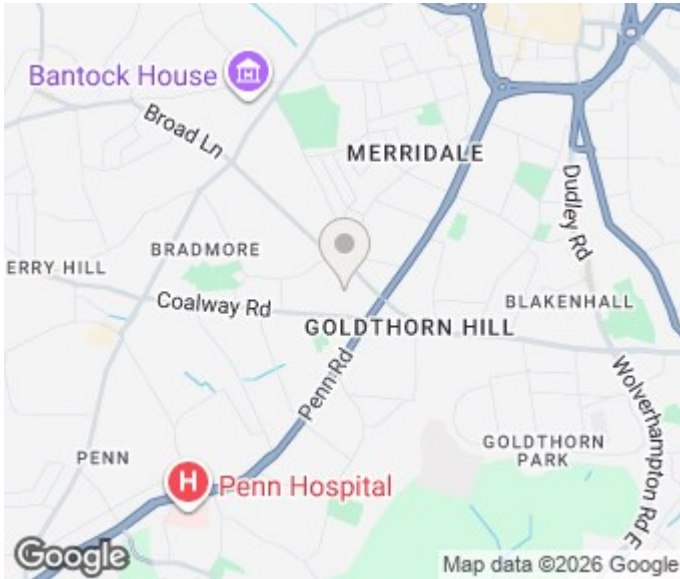 Bantock House
Broad Ln
MERRIDALE
Dudley Rd
BRADMORE
ERRY HILL
Coalway Rd
BLAKENHALL
GOLDTHORN HILL
Penn Rd
Wolverhampton Rd E
GOLDTHORN
PARK
PENN
H
Penn Hospital
Google
Map data ©2026 Google